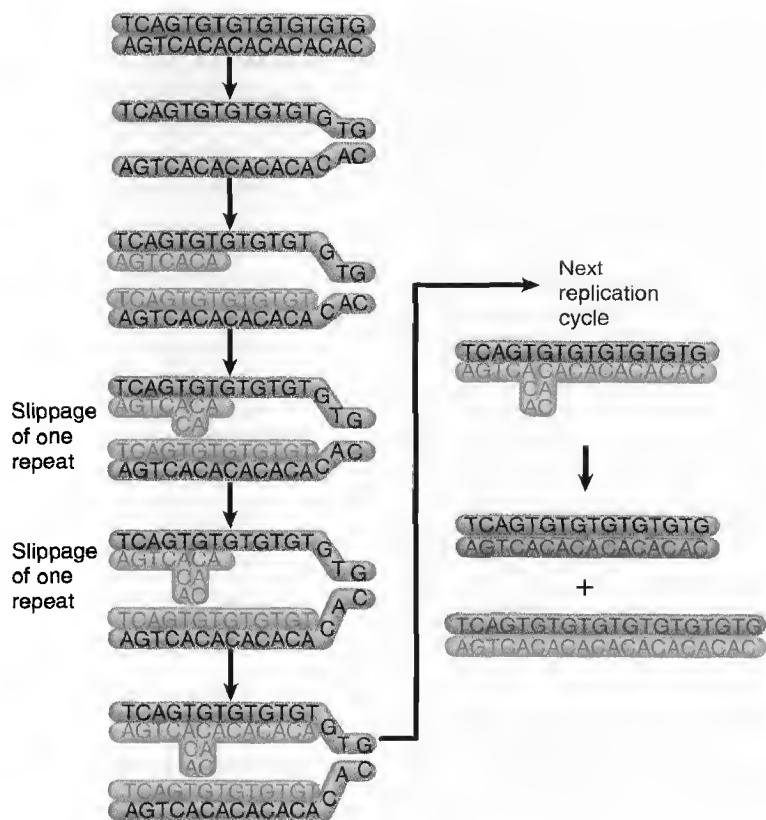 TCAGTGTGTGTGTGTG
AGTCACACACACACAC
TCAGTGTGTGTGT G TG
AGTCACACACACA C AC
TCAGTGTGTGTGT G TG
AGTCACA
TCAGTGTGTGTGT
AGTCACACACACA C AC
Slippage
of one
repeat
TCAGTGTGTGTGT G TG
AGTCACA
CA
TCAGTGTGTGTGT
AGTCACACACACA C AC
Slippage
of one
repeat
TCAGTGTGTGTGT G TG
AGTCACA
CA
AC
TCAGTGTGTGTGT
AGTCACACACACA C A C
TCAGTGTGTGTGT G TG
AGTCACACACACA
CA
AC
TCAGTGTGTGTGT
AGTCACACACACA C A C
Next
replication
cycle
TCAGTGTGTGTGTGTG
AGTCACACACACACAC
CA
AC
TCAGTGTGTGTGTGTG
AGTCACACACACACAC
+
TCAGTGTGTGTGTGTGTGTG
AGTCACACACACACACACAC